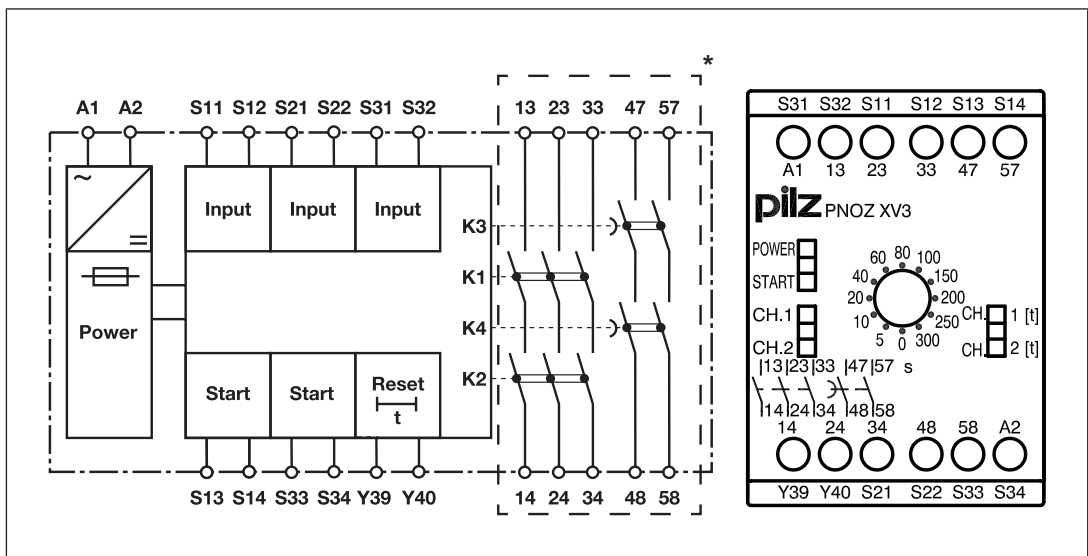 *
A1 A2 S11 S12 S21 S22 S31 S32 13 23 33 47 57
~
=
Input Input Input
K3
K1
Power
K4
K2
Start Start Reset
t
S13 S14 S33 S34 Y39 Y40 14 24 34 48 58
S31 S32 S11 S12 S13 S14
A1 13 23 33 47 57
pilz PNOZ XV3
POWER
START
CH.1
CH.2
0 5 10 20 40 60 80 100 150 200 250 300
s
CH. 1 [t]
CH. 2 [t]
13 23 33 47 57
14 24 34 48 58
14 24 34 48 58 A2
Y39 Y40 S21 S22 S33 S34